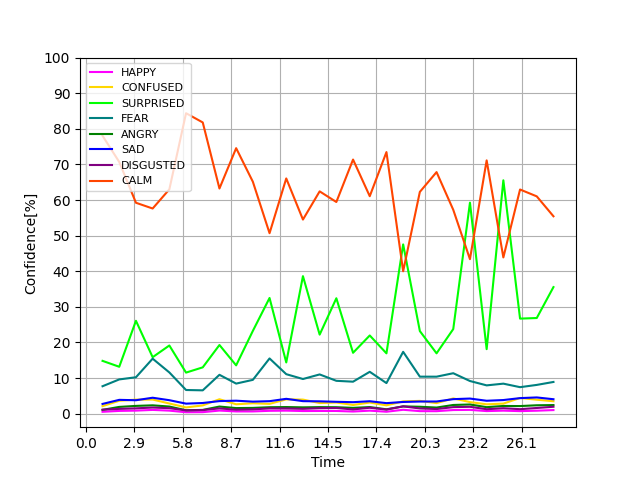 100
90
80
70
60
50
40
30
20
10
0
Confidence[%]
HAPPY
CONFUSED
SURPRISED
FEAR
ANGRY
SAD
DISGUSTED
CALM
0.0 2.9 5.8 8.7 11.6 14.5 17.4 20.3 23.2 26.1
Time